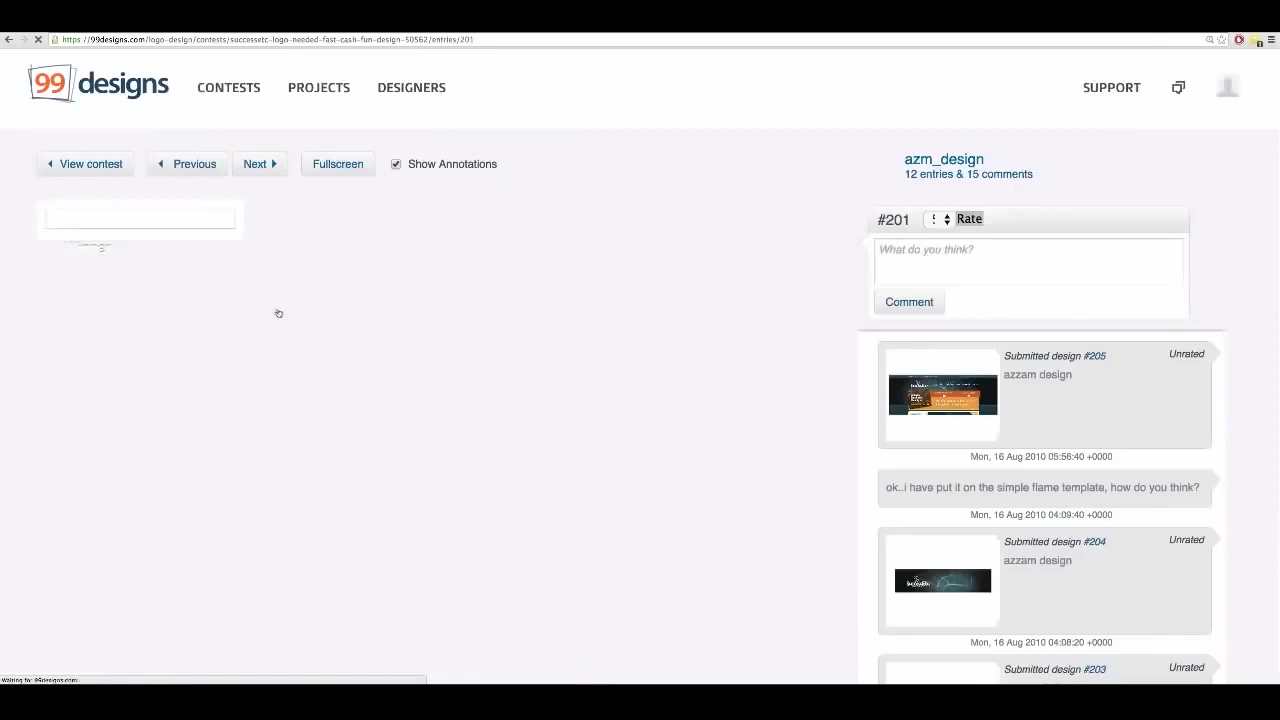 https://99designs.com/logo-design/contests/successetc-logo-needed-fast-cash-fun-design-50562/entries/201
99designs CONTESTS PROJECTS DESIGNERS SUPPORT
View contest Previous Next Fullscreen Show Annotations
azm_design
12 entries & 15 comments
#201 Rate
What do you think?
Comment
Submitted design #205 Unrated
azzam design
Mon, 16 Aug 2010 05:56:40 +0000
ok..i have put it on the simple flame template, how do you think?
Mon, 16 Aug 2010 04:09:40 +0000
Submitted design #204 Unrated
azzam design
Mon, 16 Aug 2010 04:08:20 +0000
Submitted design #203 Unrated
Waiting for 99designs.com...